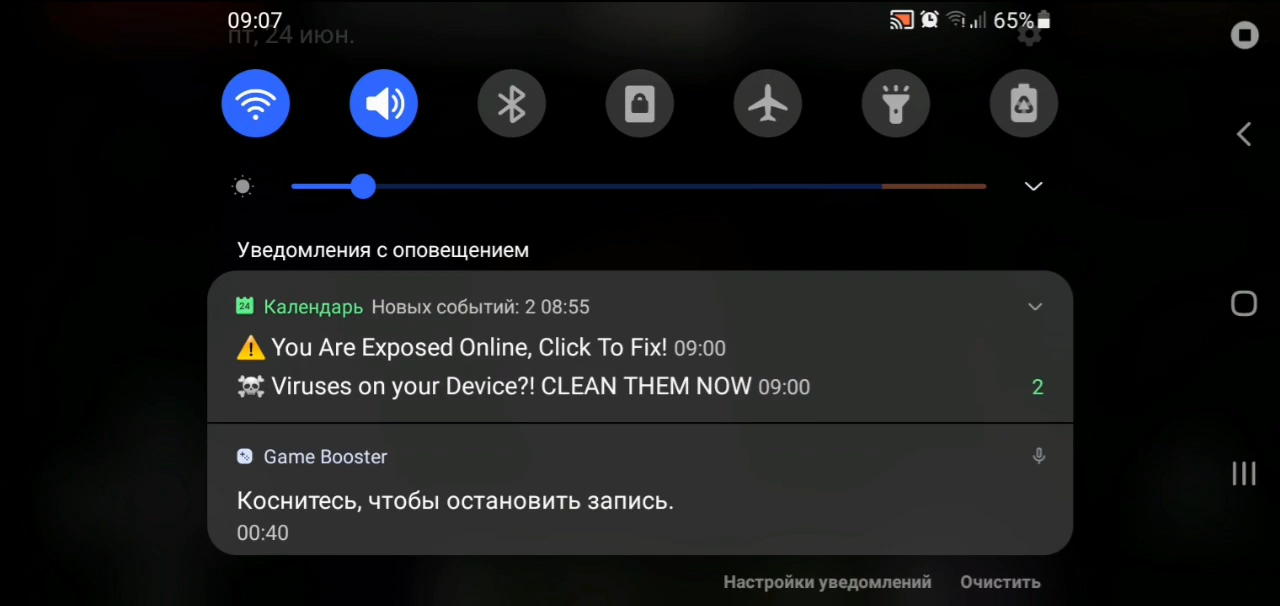 09:07
65%
пт, 24 июн.
Уведомления с оповещением
24 Календарь Новых событий: 2 08:55
You Are Exposed Online, Click To Fix! 09:00
Viruses on your Device?! CLEAN THEM NOW 09:00
2
Game Booster
Коснитесь, чтобы остановить запись.
00:40
Настройки уведомлений Очистить